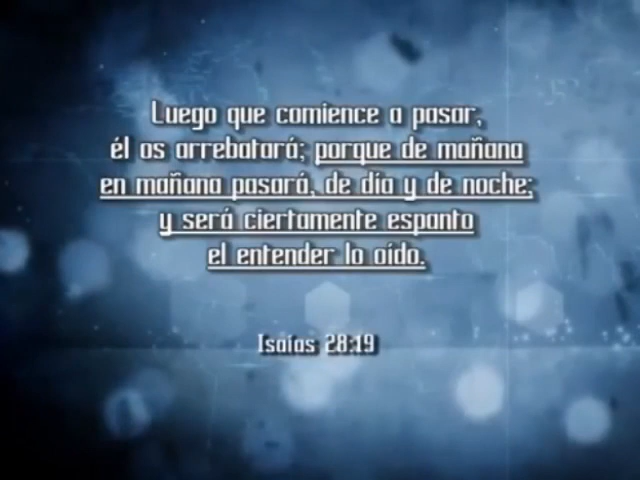 Luego que comience a pasar,
él os arrebatará; porque de mañana
en mañana pasará, de día y de noche;
y será ciertamente espanto
el entender lo oído.
Isaías 28:19